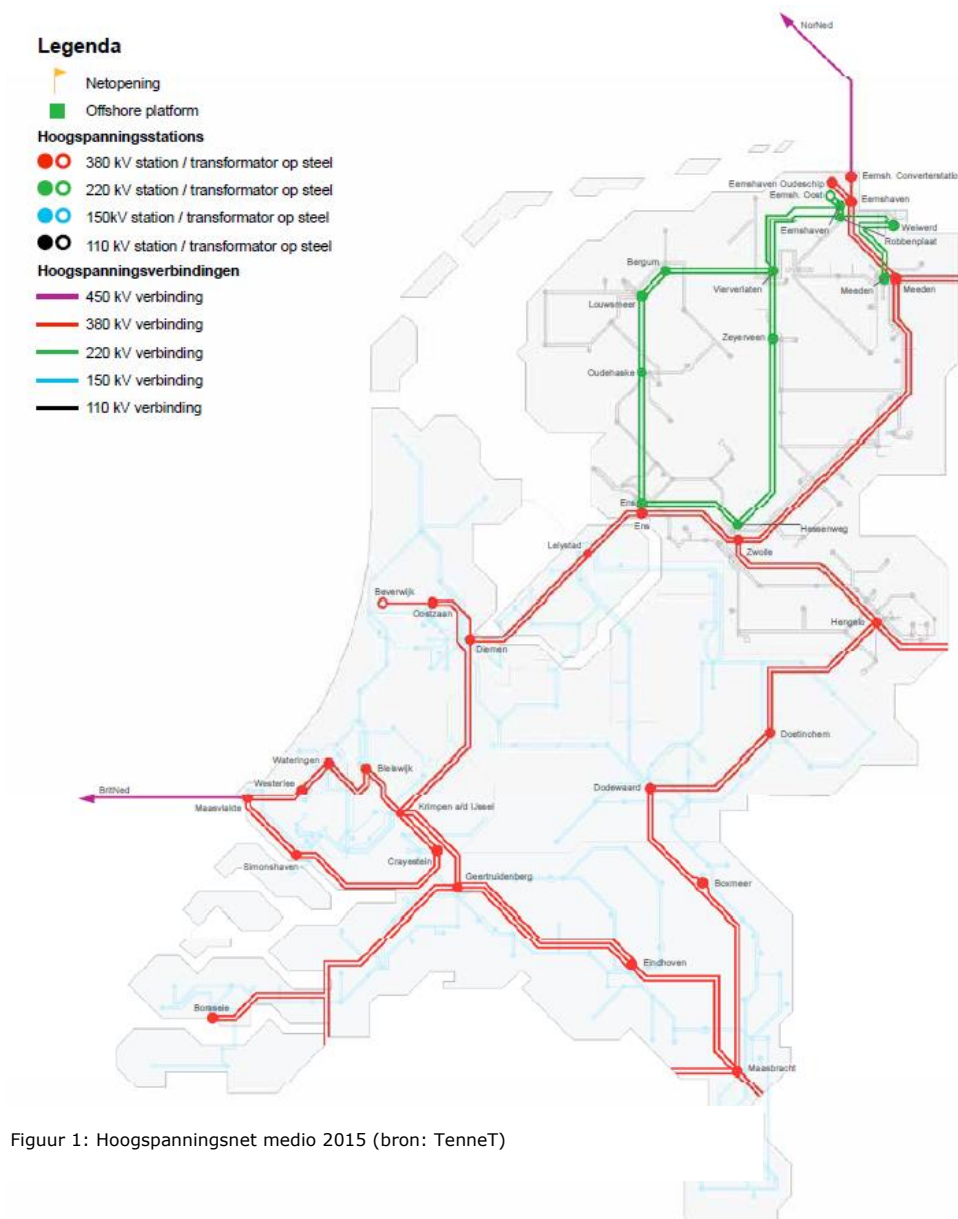 Legenda
Netopening
Offshore platform
Hoogspanningsstations
380 kV station / transformator op steel
220 kV station / transformator op steel
150kV station / transformator op steel
110 kV station / transformator op steel
Hoogspanningsverbindingen
450 kV verbinding
380 kV verbinding
220 kV verbinding
150 kV verbinding
110 kV verbinding
NorNed
Eemsh. Converterstatio
Eemshaven Oudeschip
Eemsh. Oost
Eemshaven
Eemshaven
Weiwerd
Robbenplaat
Bergum
Vierverlaten
Meeden
Meeden
Louwsmeer
Zeyerveen
Oudehaske
Ens
Ens
Hessenweg
Zwolle
Lelystad
Beverwijk
Oostzaan
Diemen
Hengelo
Doetinchem
Wateringen
Bleiswijk
Westerlee
Dodewaard
BritNed
Maasvlakte
Krimpen a/d IJssel
Crayestein
Simonshaven
Geertruidenberg
Boxmeer
Eindhoven
Borssele
Maasbracht
Figuur 1: Hoogspanningsnet medio 2015 (bron: TenneT)